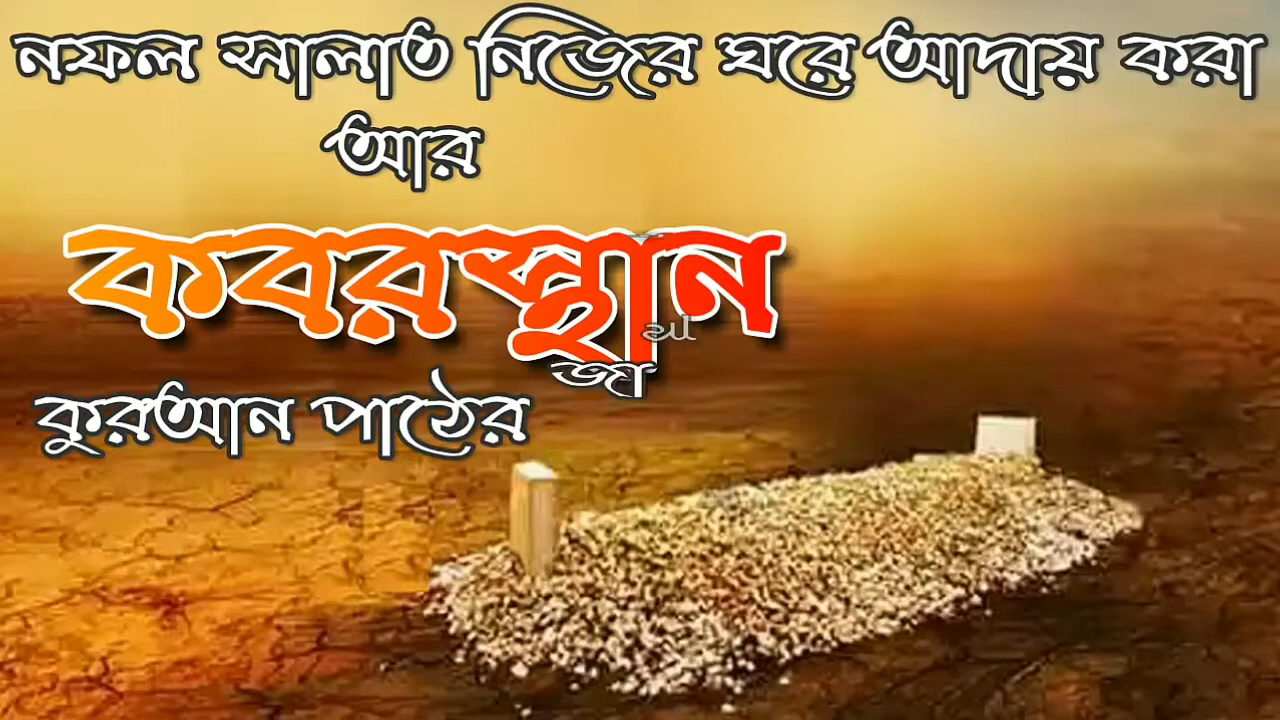 নফল সালাত নিজের ঘরে আদায় করা
আর
কবরস্থান
কুরআন পাঠের